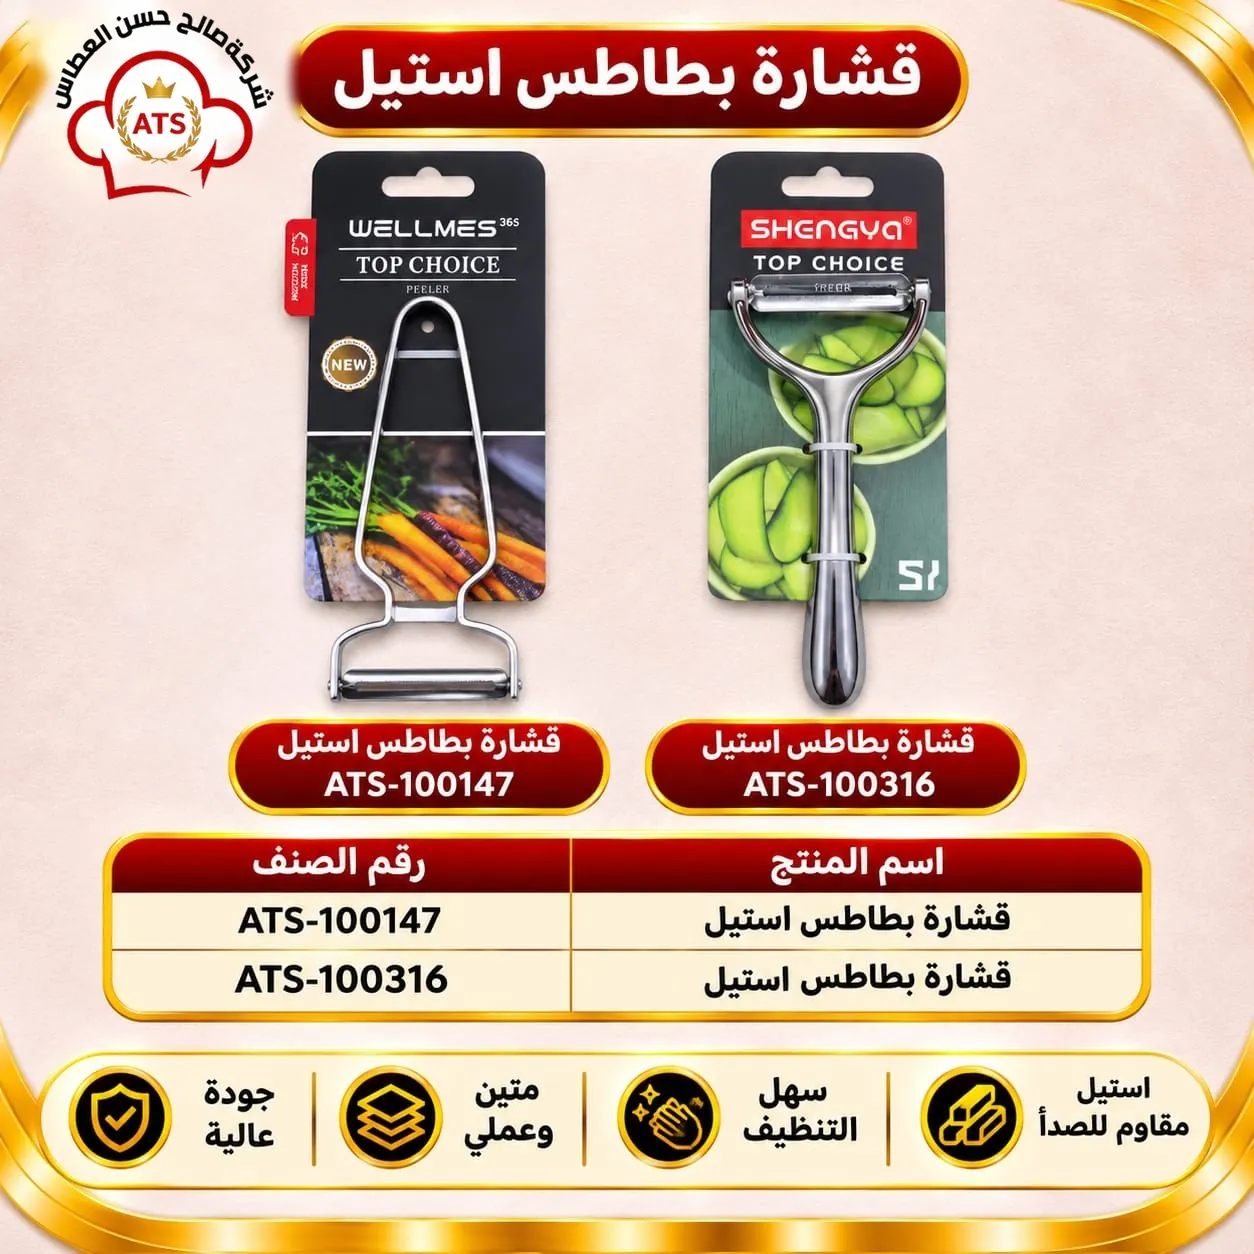 شركة صالح حسن العطاس
ATS
قشارة بطاطس استيل
WELLMES 36S
TOP CHOICE
PEELER
NEW
SHENGYA®
TOP CHOICE
SY
قشارة بطاطس استيل
ATS-100147
قشارة بطاطس استيل
ATS-100316
اسم المنتج رقم الصنف
قشارة بطاطس استيل ATS-100147
قشارة بطاطس استيل ATS-100316
استيل
مقاوم للصدأ
سهل
التنظيف
متين
وعملي
جودة
عالية